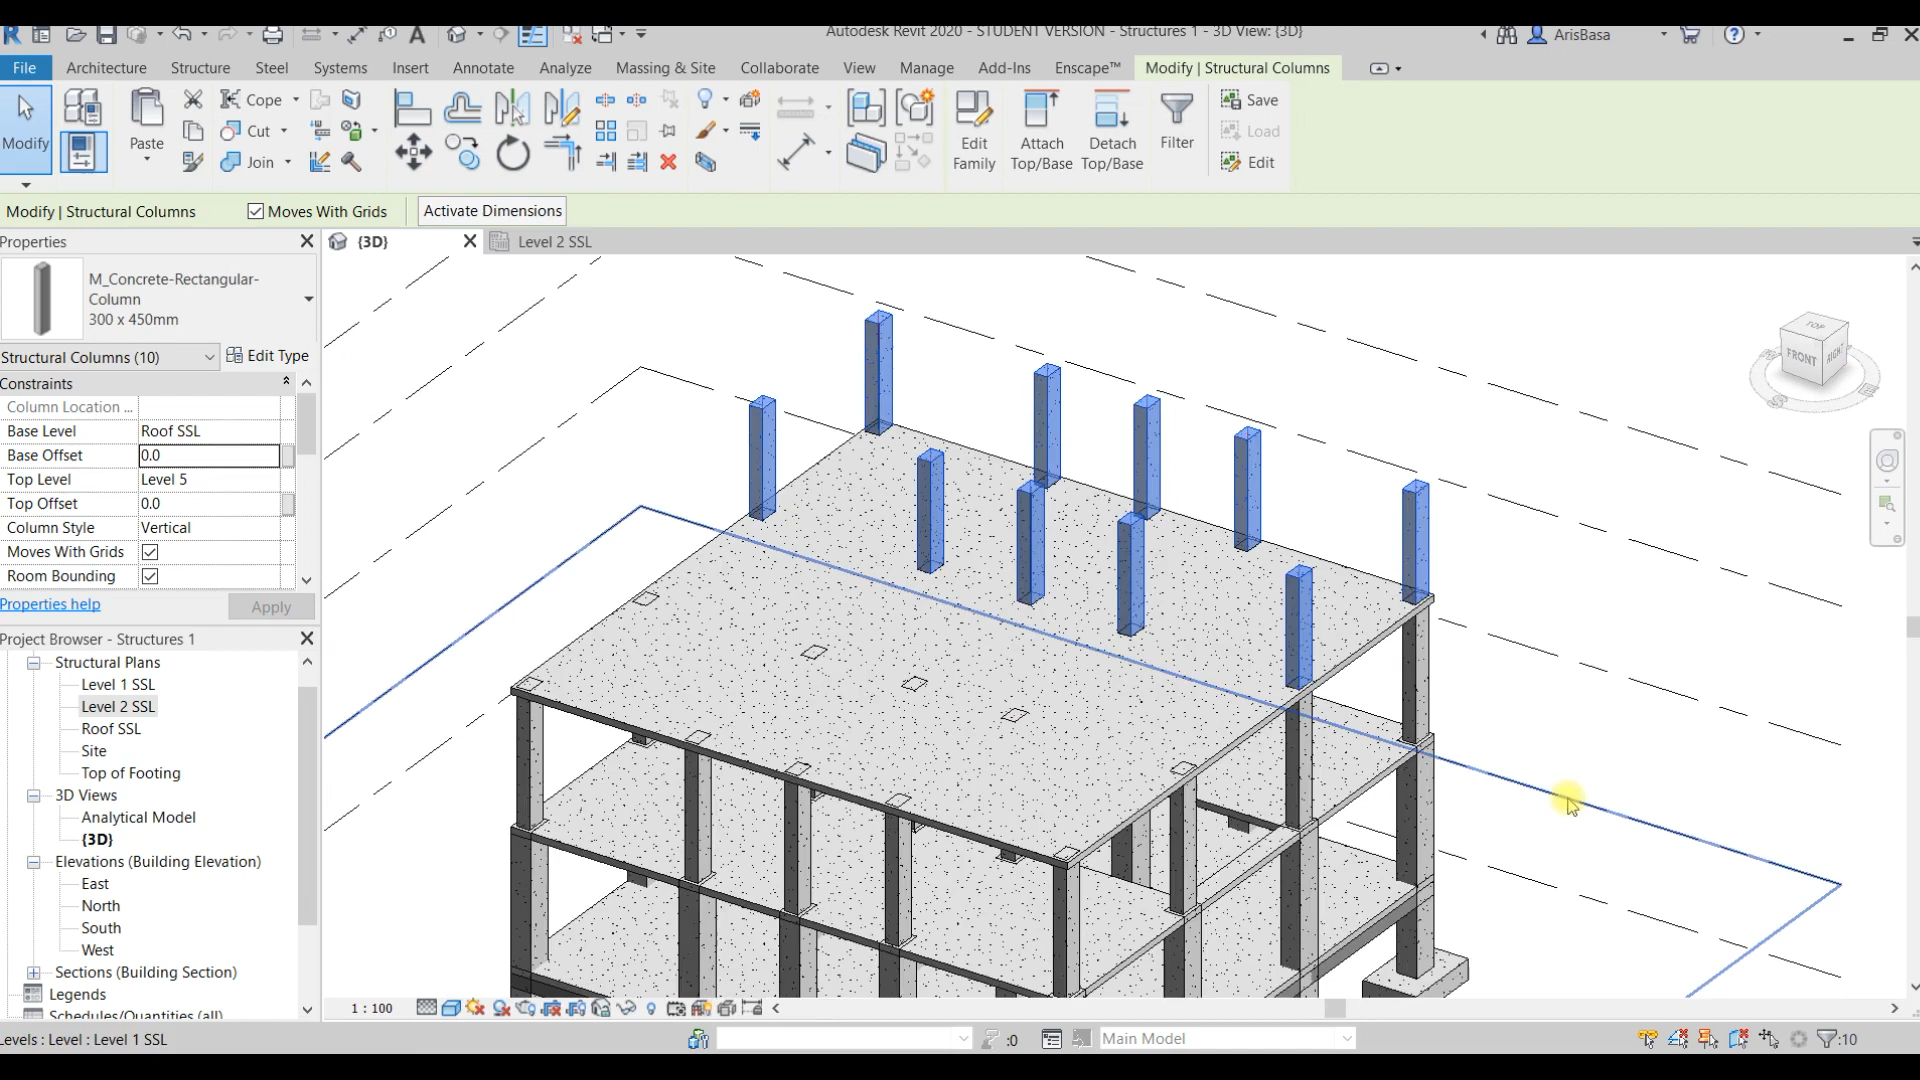 Autodesk Revit 2020 - STUDENT VERSION - Structures 1 - 3D View: {3D}
ArisBasa
File
Architecture
Structure
Steel
Systems
Insert
Annotate
Analyze
Massing & Site
Collaborate
View
Manage
Add-Ins
Enscape™
Modify | Structural Columns
Modify
Paste
Cope
Cut
Join
Edit
Family
Attach
Top/Base
Detach
Top/Base
Filter
Save
Load
Edit
Modify | Structural Columns
Moves With Grids
Activate Dimensions
Properties
{3D}
Level 2 SSL
M_Concrete-Rectangular-
Column
300 x 450mm
Structural Columns (10)
Edit Type
Constraints
Column Location ...
Base Level Roof SSL
Base Offset 0.0
Top Level Level 5
Top Offset 0.0
Column Style Vertical
Moves With Grids
Room Bounding
Properties help
Apply
Project Browser - Structures 1
Structural Plans
Level 1 SSL
Level 2 SSL
Roof SSL
Site
Top of Footing
3D Views
Analytical Model
{3D}
Elevations (Building Elevation)
East
North
South
West
Sections (Building Section)
Legends
Schedules/Quantities (all)
TOP
FRONT
RIGHT
S
E
1 : 100
Levels : Level : Level 1 SSL
:0
Main Model
:10